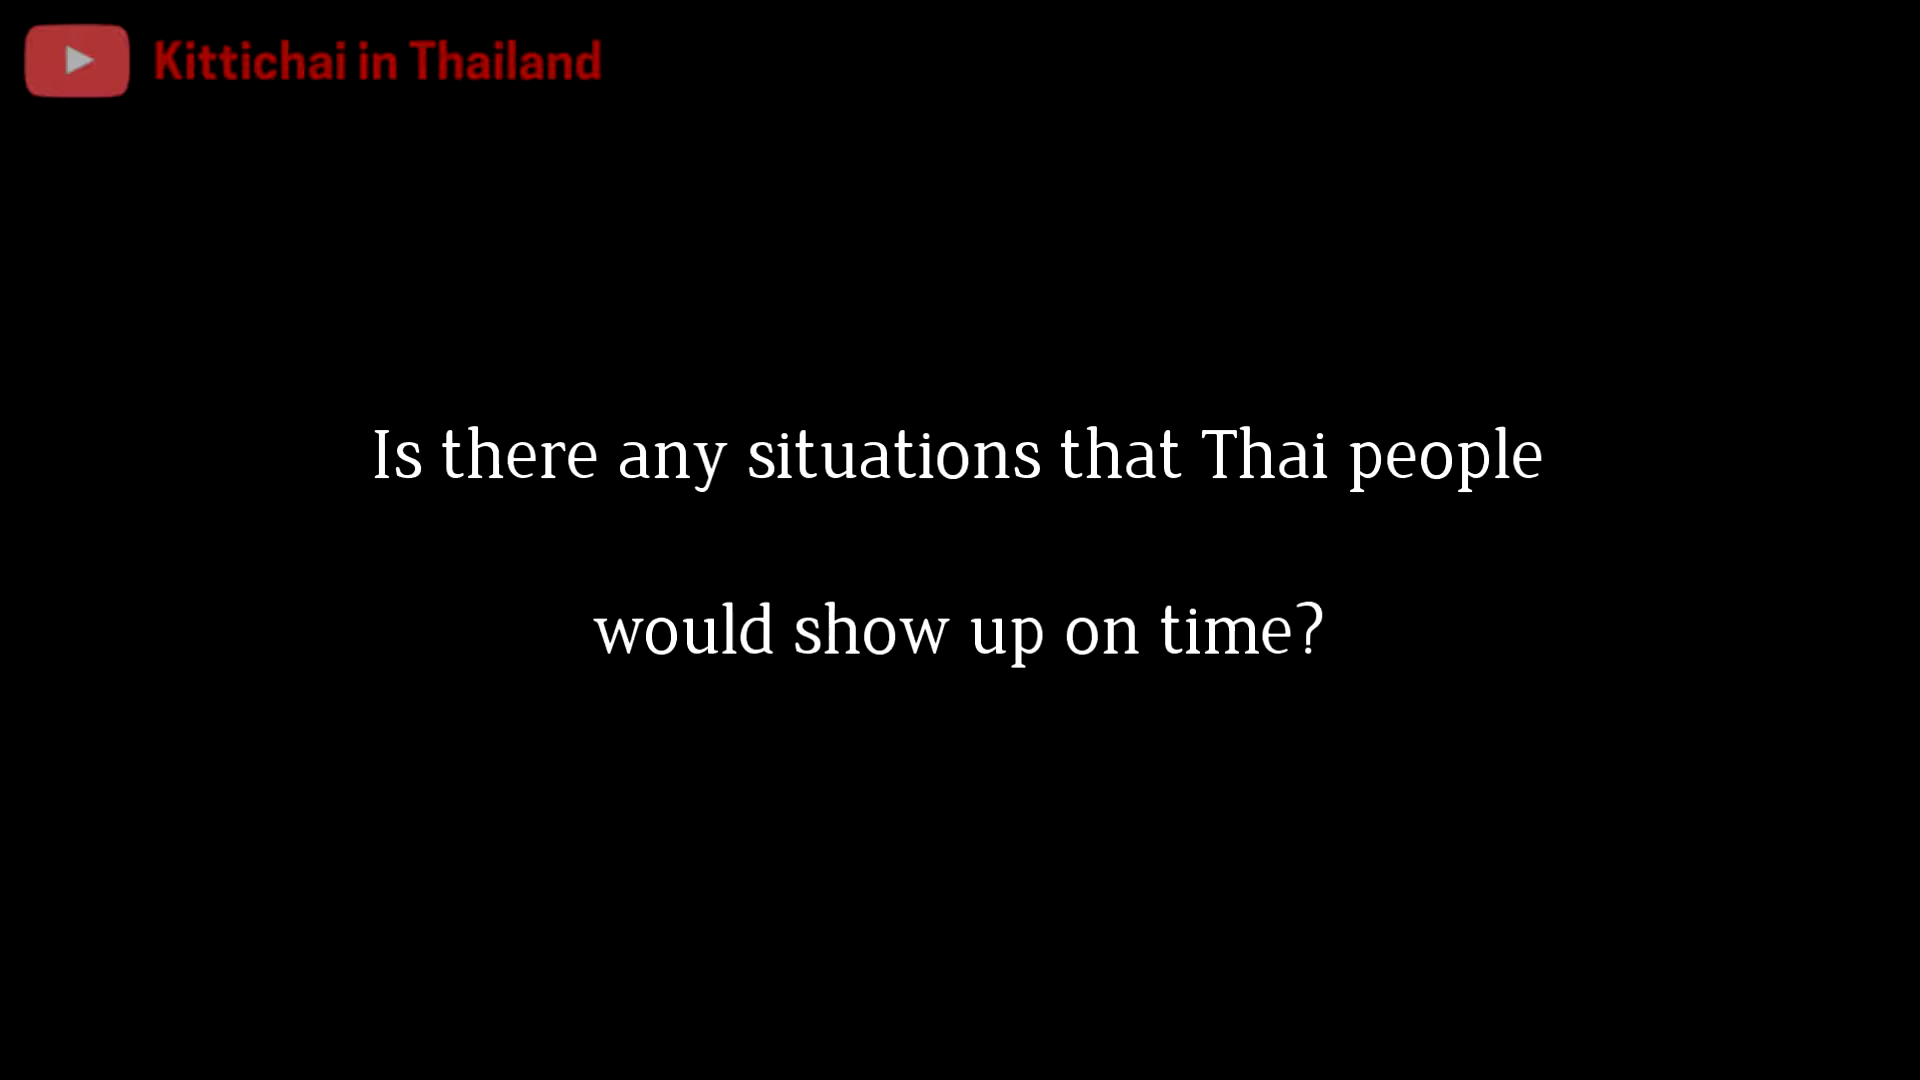 Kittichai in Thailand
Is there any situations that Thai people
would show up on time?